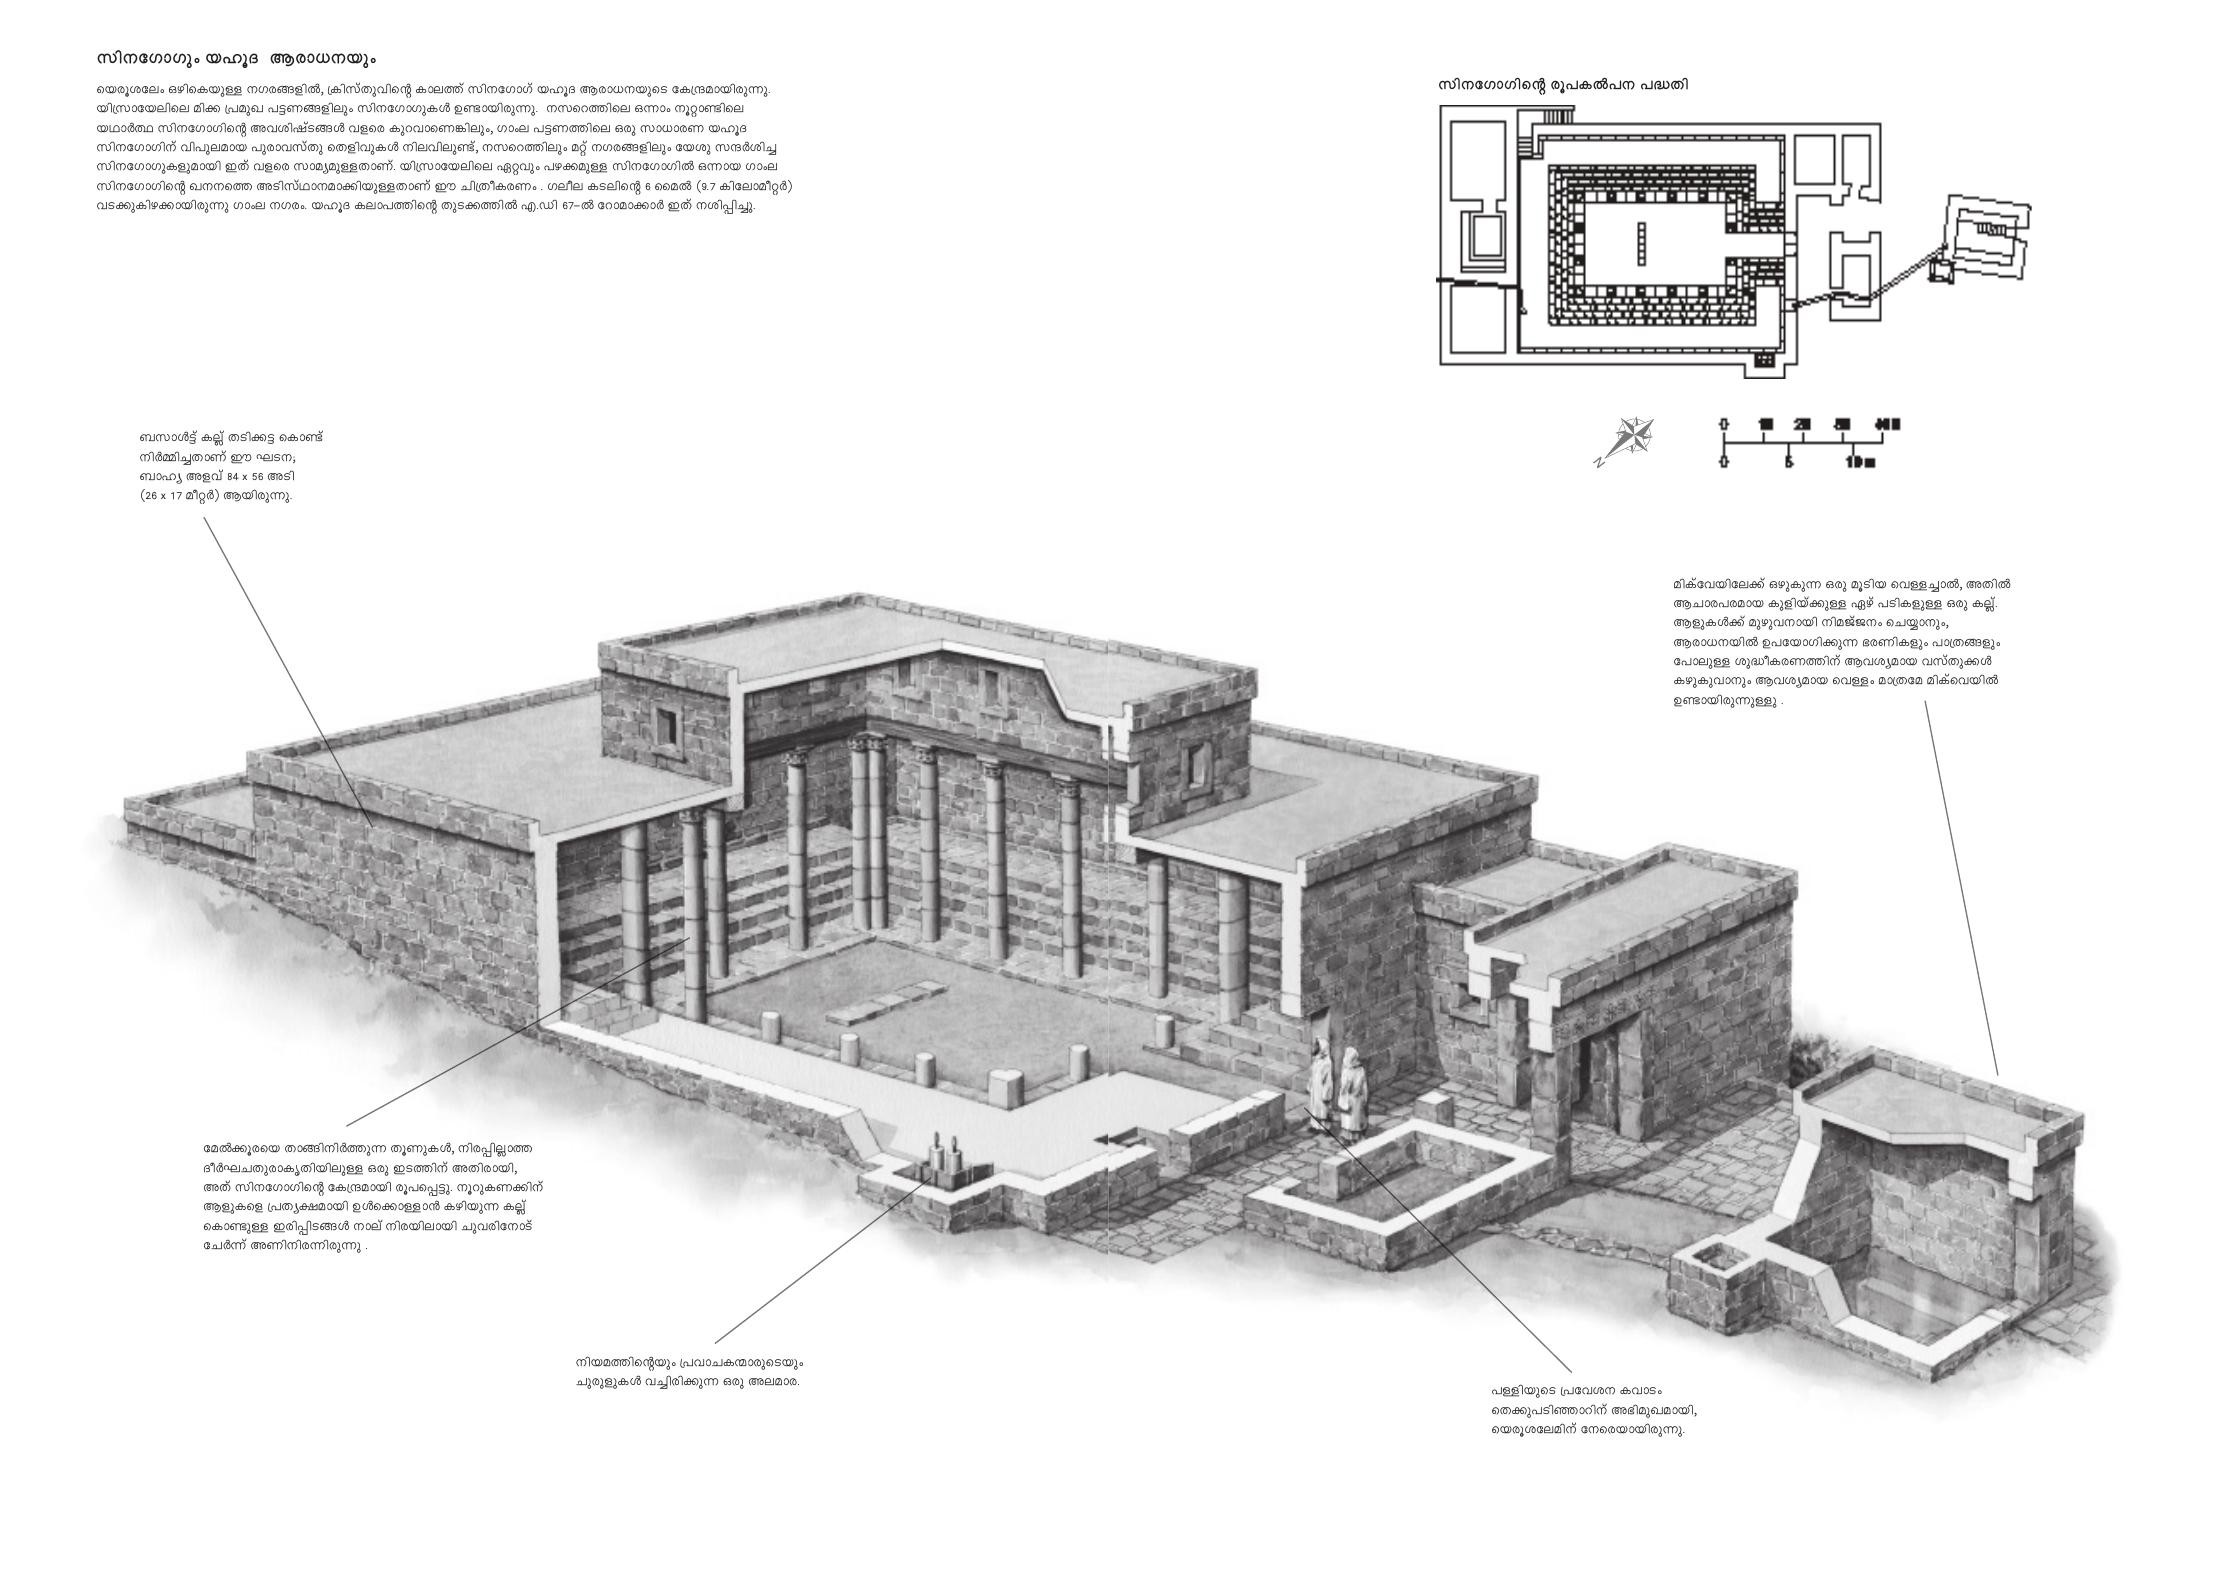 സിനഗോഗും യഹൂദ ആരാധനയും
യെരൂശലേം ഒഴികെയുള്ള നഗരങ്ങളിൽ, ക്രിസ്തുവിന്റെ കാലത്ത് സിനഗോഗ് യഹൂദ ആരാധനയുടെ കേന്ദ്രമായിരുന്നു.
യിസ്രായേലിലെ മിക്ക പ്രമുഖ പട്ടണങ്ങളിലും സിനഗോഗുകൾ ഉണ്ടായിരുന്നു. നസറെത്തിലെ ഒന്നാം നൂറ്റാണ്ടിലെ
യഥാർത്ഥ സിനഗോഗിന്റെ അവശിഷ്ടങ്ങൾ വളരെ കുറവാണെങ്കിലും, ഗാംല പട്ടണത്തിലെ ഒരു സാധാരണ യഹൂദ
സിനഗോഗിന് വിപുലമായ പുരാവസ്തു തെളിവുകൾ നിലവിലുണ്ട്, നസറെത്തിലും മറ്റ് നഗരങ്ങളിലും യേശു സന്ദർശിച്ച
സിനഗോഗുകളുമായി ഇത് വളരെ സാമ്യമുള്ളതാണ്. യിസ്രായേലിലെ ഏറ്റവും പഴക്കമുള്ള സിനഗോഗിൽ ഒന്നായ ഗാംല
സിനഗോഗിന്റെ ഖനനത്തെ അടിസ്ഥാനമാക്കിയുള്ളതാണ് ഈ ചിത്രീകരണം . ഗലീല കടലിന്റെ 6 മൈൽ (9.7 കിലോമീറ്റർ)
വടക്കുകിഴക്കായിരുന്നു ഗാംല നഗരം. യഹൂദ കലാപത്തിന്റെ തുടക്കത്തിൽ എ.ഡി 67-ൽ റോമാക്കാർ ഇത് നശിപ്പിച്ചു.
സിനഗോഗിന്റെ രൂപകൽപന പദ്ധതി
N
0 10 20 30 40 ft
0 5 10 m
ബസാൾട്ട് കല്ല് തടിക്കട്ട കൊണ്ട്
നിർമ്മിച്ചതാണ് ഈ ഘടന;
ബാഹ്യ അളവ് 84 x 56 അടി
(26 x 17 മീറ്റർ) ആയിരുന്നു.
മിക്‌വേയിലേക്ക് ഒഴുകുന്ന ഒരു മൂടിയ വെള്ളച്ചാൽ, അതിൽ
ആചാരപരമായ കുളിയ്ക്കുള്ള ഏഴ് പടികളുള്ള ഒരു കല്ല്.
ആളുകൾക്ക് മുഴുവനായി നിമജ്ജനം ചെയ്യാനും,
ആരാധനയിൽ ഉപയോഗിക്കുന്ന ഭരണികളും പാത്രങ്ങളും
പോലുള്ള ശുദ്ധീകരണത്തിന് ആവശ്യമായ വസ്തുക്കൾ
കഴുകുവാനും ആവശ്യമായ വെള്ളം മാത്രമേ മിക്‌വെയിൽ
ഉണ്ടായിരുന്നുള്ളു .
മേൽക്കൂരയെ താങ്ങിനിർത്തുന്ന തൂണുകൾ, നിരപ്പില്ലാത്ത
ദീർഘചതുരാകൃതിയിലുള്ള ഒരു ഇടത്തിന് അതിരായി,
അത് സിനഗോഗിന്റെ കേന്ദ്രമായി രൂപപ്പെട്ടു. നൂറുകണക്കിന്
ആളുകളെ പ്രത്യക്ഷമായി ഉൾക്കൊള്ളാൻ കഴിയുന്ന കല്ല്
കൊണ്ടുള്ള ഇരിപ്പിടങ്ങൾ നാല് നിരയിലായി ചുവരിനോട്
ചേർന്ന് അണിനിരന്നിരുന്നു .
നിയമത്തിന്റെയും പ്രവാചകന്മാരുടെയും
ചുരുളുകൾ വച്ചിരിക്കുന്ന ഒരു അലമാര.
പള്ളിയുടെ പ്രവേശന കവാടം
തെക്കുപടിഞ്ഞാറിന് അഭിമുഖമായി,
യെരൂശലേമിന് നേരെയായിരുന്നു.